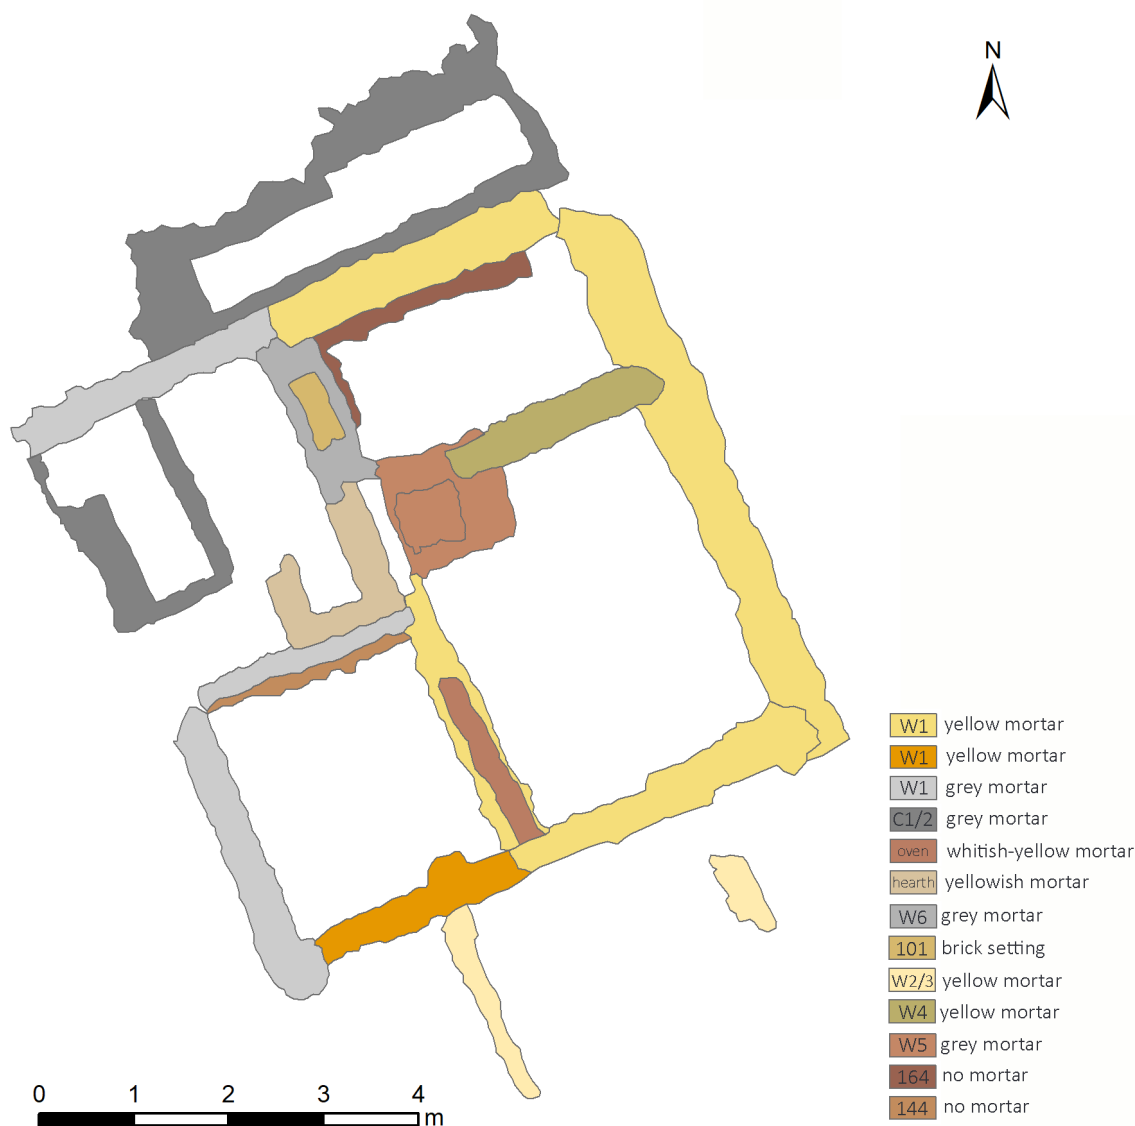 N
W1 yellow mortar
W1 yellow mortar
W1 grey mortar
C1/2 grey mortar
oven whitish-yellow mortar
hearth yellowish mortar
W6 grey mortar
101 brick setting
W2/3 yellow mortar
W4 yellow mortar
W5 grey mortar
164 no mortar
144 no mortar
0 1 2 3 4
m